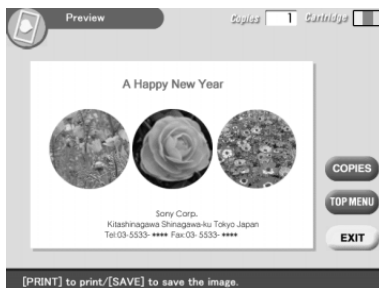 Preview
Copies 1 Cartridge
A Happy New Year
Sony Corp.
Kitashinagawa Shinagawa-ku Tokyo Japan
Tel:03-5533-**** Fax:03-5533-****
COPIES
TOP MENU
EXIT
[PRINT] to print/[SAVE] to save the image.